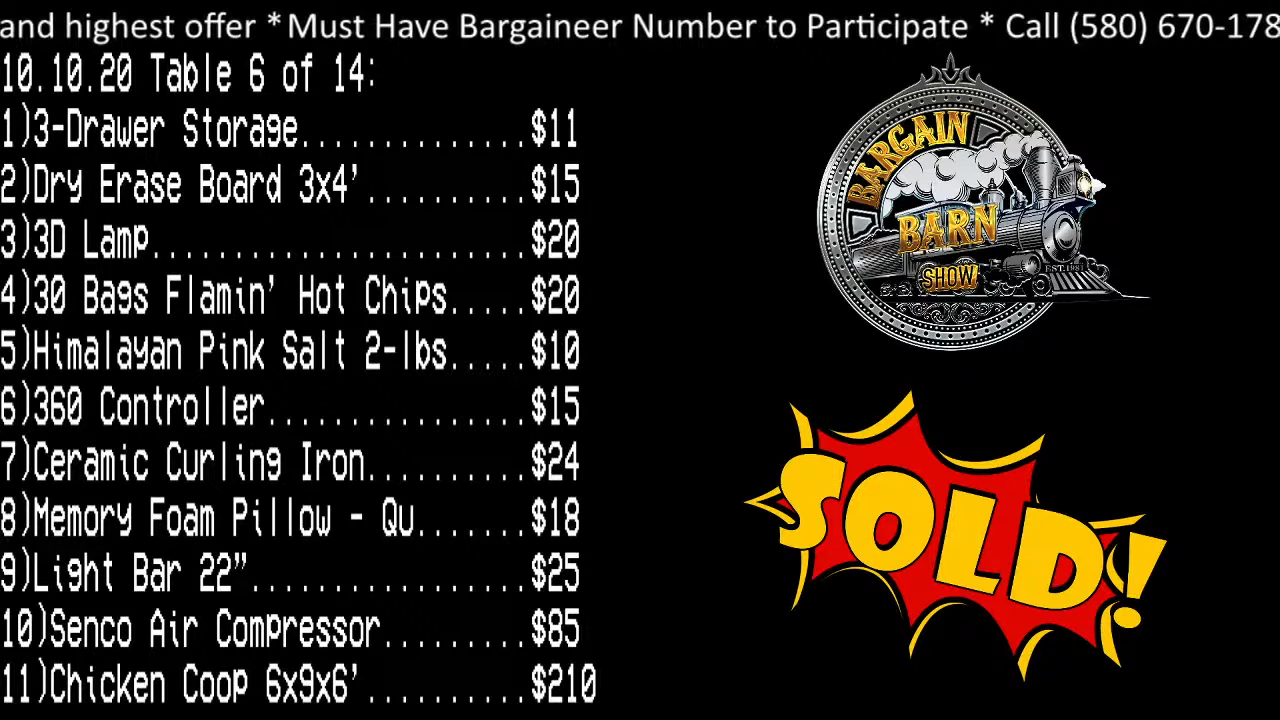 and highest offer *Must Have Bargaineer Number to Participate * Call (580) 670-178
10.10.20 Table 6 of 14:
1)3-Drawer Storage..............$11
2)Dry Erase Board 3x4'..........$15
3)3D Lamp.......................$20
4)30 Bags Flamin' Hot Chips.....$20
5)Himalayan Pink Salt 2-lbs.....$10
6)360 Controller................$15
7)Ceramic Curling Iron..........$24
8)Memory Foam Pillow - Qu.......$18
9)Light Bar 22".................$25
10)Senco Air Compressor.........$85
11)Chicken Coop 6x9x6'..........$210
BARGAIN
BARN
SHOW
SOLD!